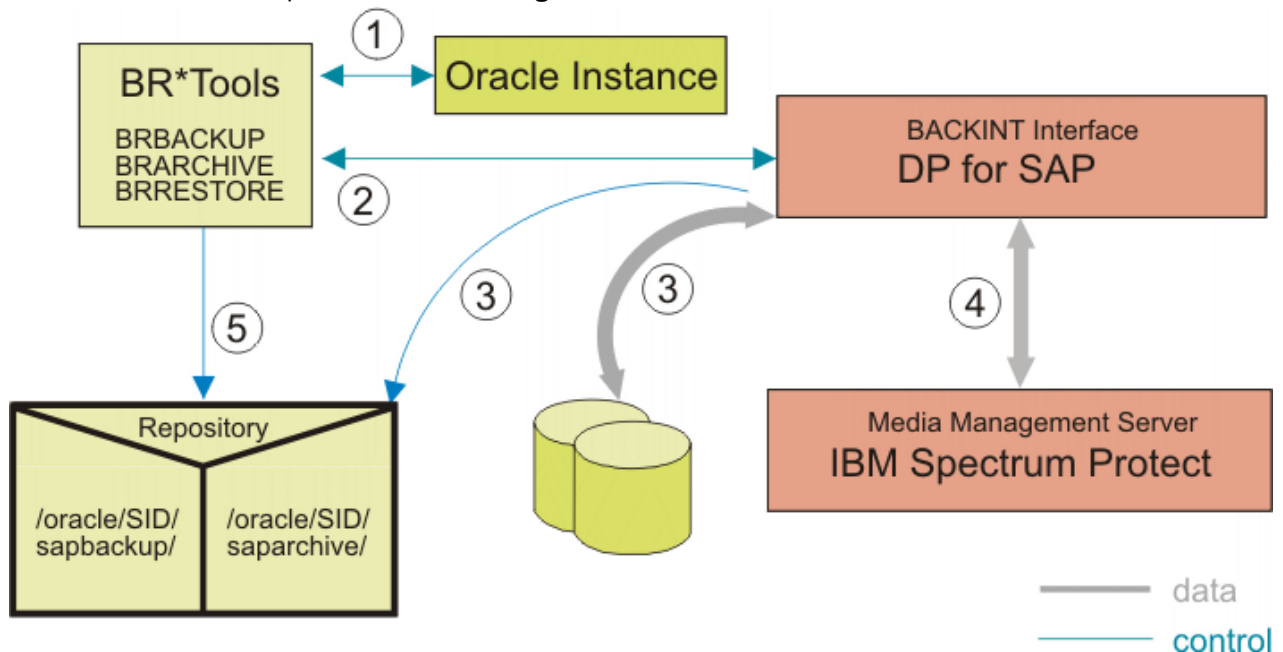 1
BR*Tools
BRBACKUP
BRARCHIVE
BRRESTORE
Oracle Instance
BACKINT Interface
DP for SAP
2
3
3
4
5
Repository
/oracle/SID/
sapbackup/
/oracle/SID/
saparchive/
Media Management Server
IBM Spectrum Protect
data
control